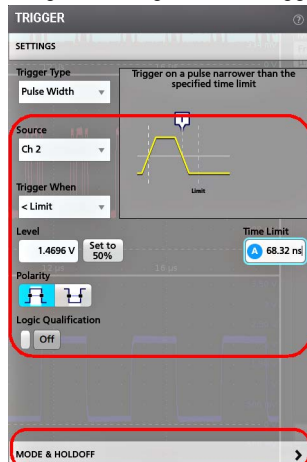 TRIGGER
SETTINGS
Trigger Type
Pulse Width
Trigger on a pulse narrower than the
specified time limit
Source
Ch 2
Limit
Trigger When
< Limit
Level
1.4696 V
Set to
50%
Time Limit
A 68.32 ns
Polarity
Logic Qualification
Off
MODE & HOLDOFF